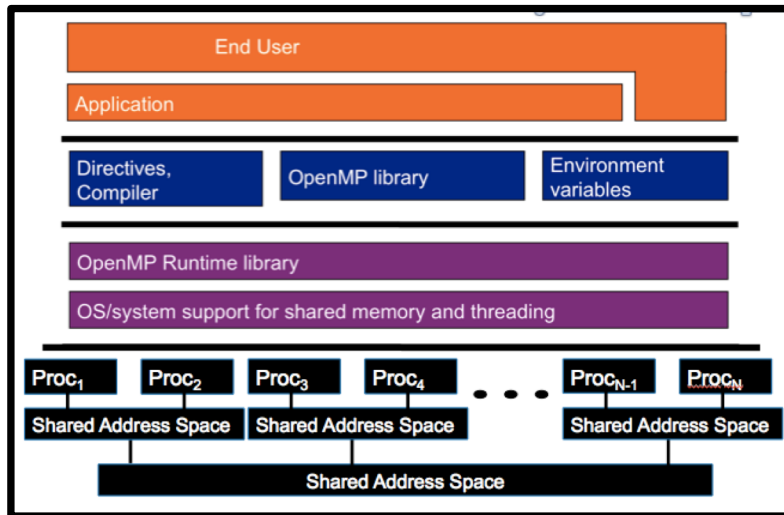 End User
Application
Directives,
Compiler
OpenMP library
Environment
variables
OpenMP Runtime library
OS/system support for shared memory and threading
Proc₁ Proc₂ Proc₃ Proc₄ • • • Procₙ₋₁ Procₙ
Shared Address Space Shared Address Space Shared Address Space
Shared Address Space